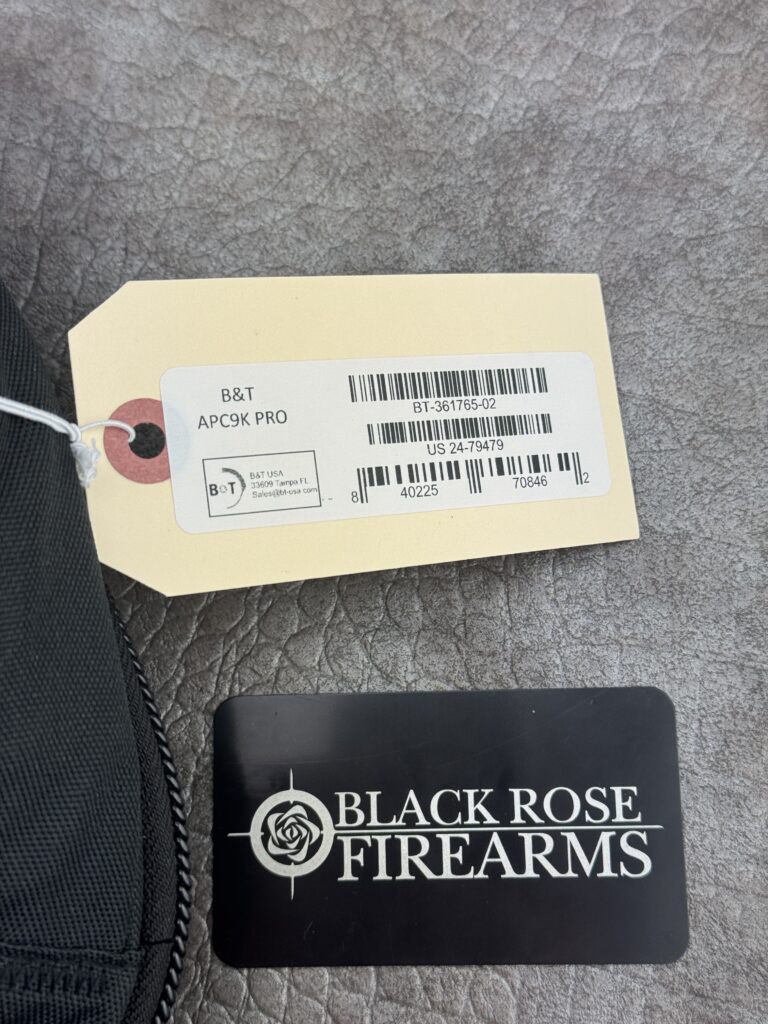 B&T
APC9K PRO
BT-361765-02
US 24-79479
8 40225 70846 2
B&T
B&T USA
33609 Tampa FL
Sales@bt-usa.com
BLACK ROSE
FIREARMS